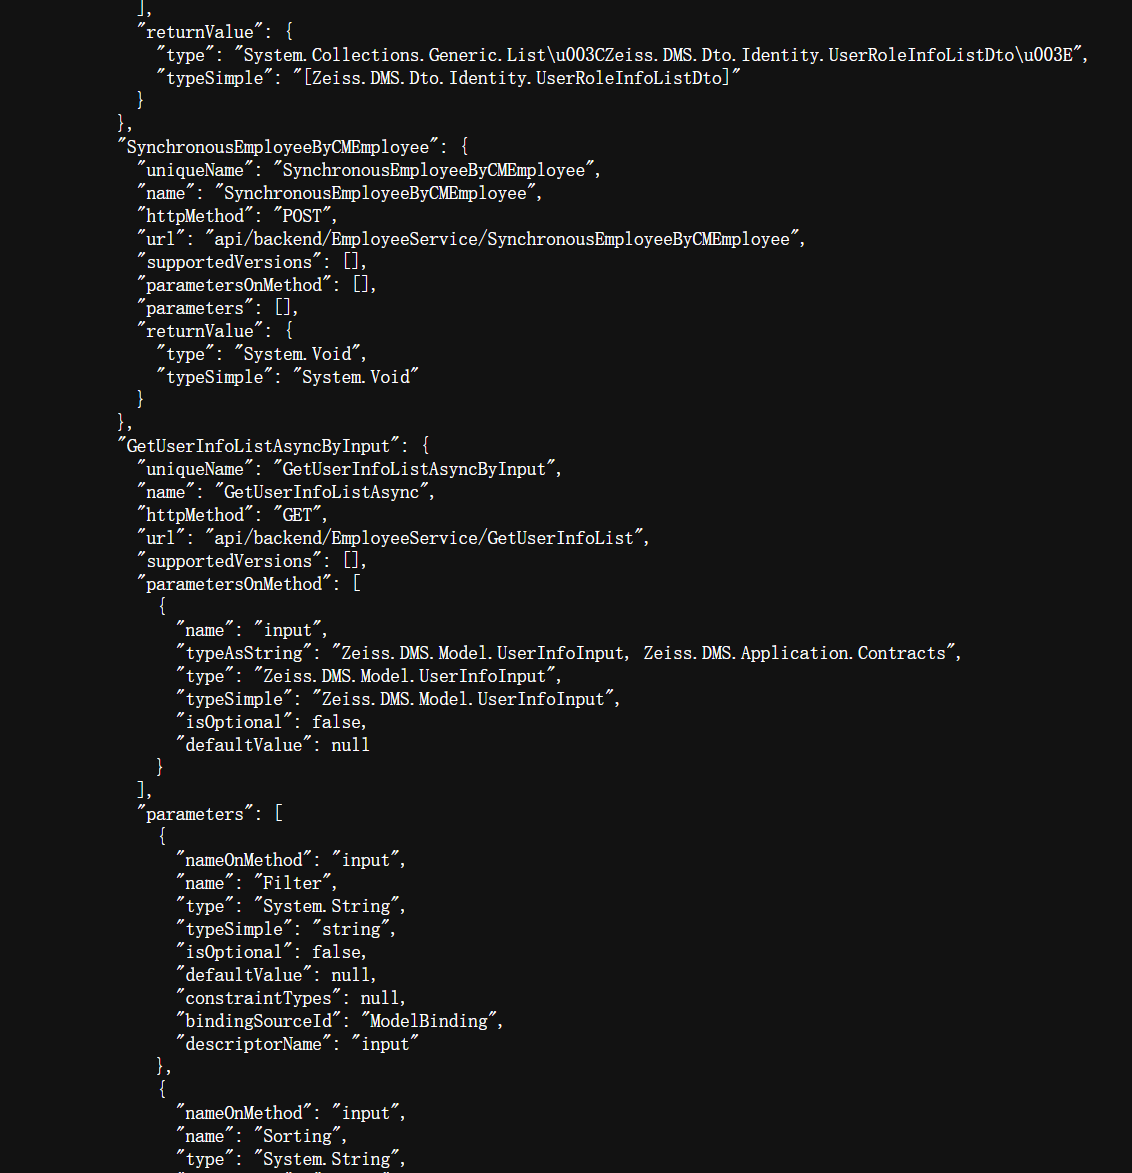 ],
"returnValue": {
"type": "System.Collections.Generic.List\u003CZeiss.DMS.Dto.Identity.UserRoleInfoListDto\u003E",
"typeSimple": "[Zeiss.DMS.Dto.Identity.UserRoleInfoListDto]"
}
},
"SynchronousEmployeeByCMEmployee": {
"uniqueName": "SynchronousEmployeeByCMEmployee",
"name": "SynchronousEmployeeByCMEmployee",
"httpMethod": "POST",
"url": "api/backend/EmployeeService/SynchronousEmployeeByCMEmployee",
"supportedVersions": [],
"parametersOnMethod": [],
"parameters": [],
"returnValue": {
"type": "System.Void",
"typeSimple": "System.Void"
}
},
"GetUserInfoListAsyncByInput": {
"uniqueName": "GetUserInfoListAsyncByInput",
"name": "GetUserInfoListAsync",
"httpMethod": "GET",
"url": "api/backend/EmployeeService/GetUserInfoList",
"supportedVersions": [],
"parametersOnMethod": [
{
"name": "input",
"typeAsString": "Zeiss.DMS.Model.UserInfoInput, Zeiss.DMS.Application.Contracts",
"type": "Zeiss.DMS.Model.UserInfoInput",
"typeSimple": "Zeiss.DMS.Model.UserInfoInput",
"isOptional": false,
"defaultValue": null
}
],
"parameters": [
{
"nameOnMethod": "input",
"name": "Filter",
"type": "System.String",
"typeSimple": "string",
"isOptional": false,
"defaultValue": null,
"constraintTypes": null,
"bindingSourceId": "ModelBinding",
"descriptorName": "input"
},
{
"nameOnMethod": "input",
"name": "Sorting",
"type": "System.String",